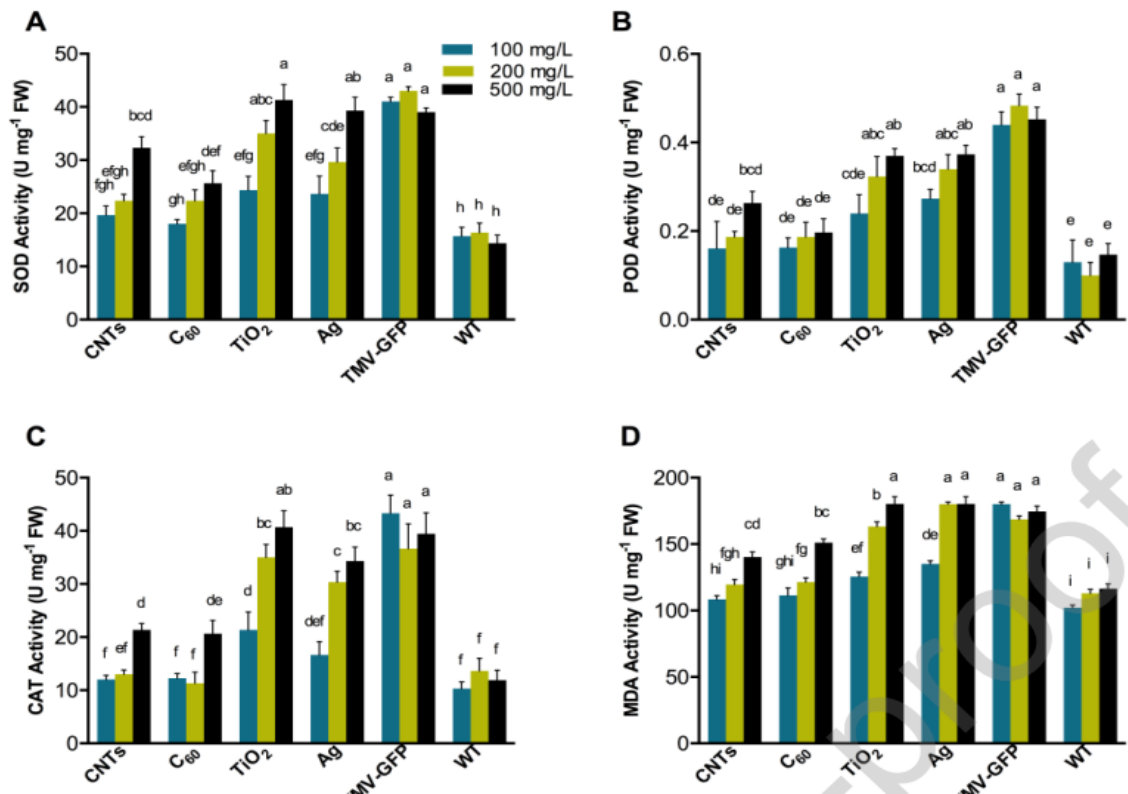 A
SOD Activity (U mg⁻¹ FW)
50
40
30
20
10
0
100 mg/L
200 mg/L
500 mg/L
fgh efgh bcd
gh efgh def
efg abc a
efg cde ab
a a a
h h h
CNTs C₆₀ TiO₂ Ag TMV-GFP WT
B
POD Activity (U mg⁻¹ FW)
0.6
0.4
0.2
0.0
de de bcd
de de de
cde abc ab
bcd abc ab
a a a
e e e
CNTs C₆₀ TiO₂ Ag TMV-GFP WT
C
CAT Activity (U mg⁻¹ FW)
50
40
30
20
10
0
f ef d
f f de
d bc ab
def c bc
a a a
f f f
CNTs C₆₀ TiO₂ Ag TMV-GFP WT
D
MDA Activity (U mg⁻¹ FW)
200
150
100
50
0
hi fgh cd
ghi fg bc
ef b a
de a a
a a a
i i i
CNTs C₆₀ TiO₂ Ag MV-GFP WT
proof